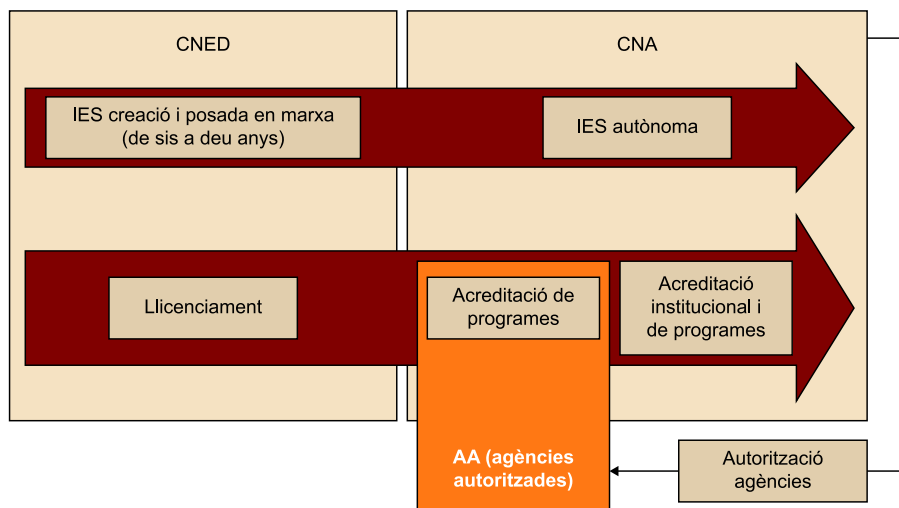 CNED
CNA
IES creació i posada en marxa
(de sis a deu anys)
IES autònoma
Llicenciament
Acreditació de
programes
Acreditació
institucional i
de programes
AA (agències
autoritzades)
Autorització
agències